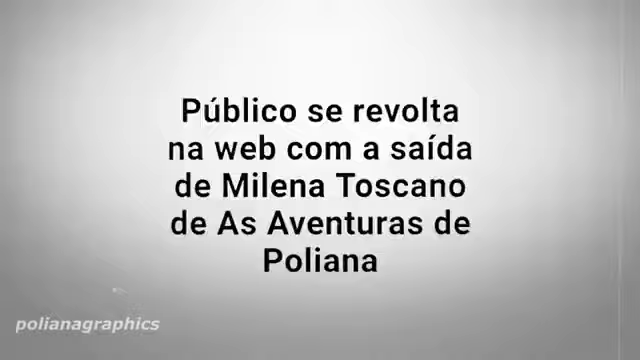 Público se revolta
na web com a saída
de Milena Toscano
de As Aventuras de
Poliana
polianagraphics